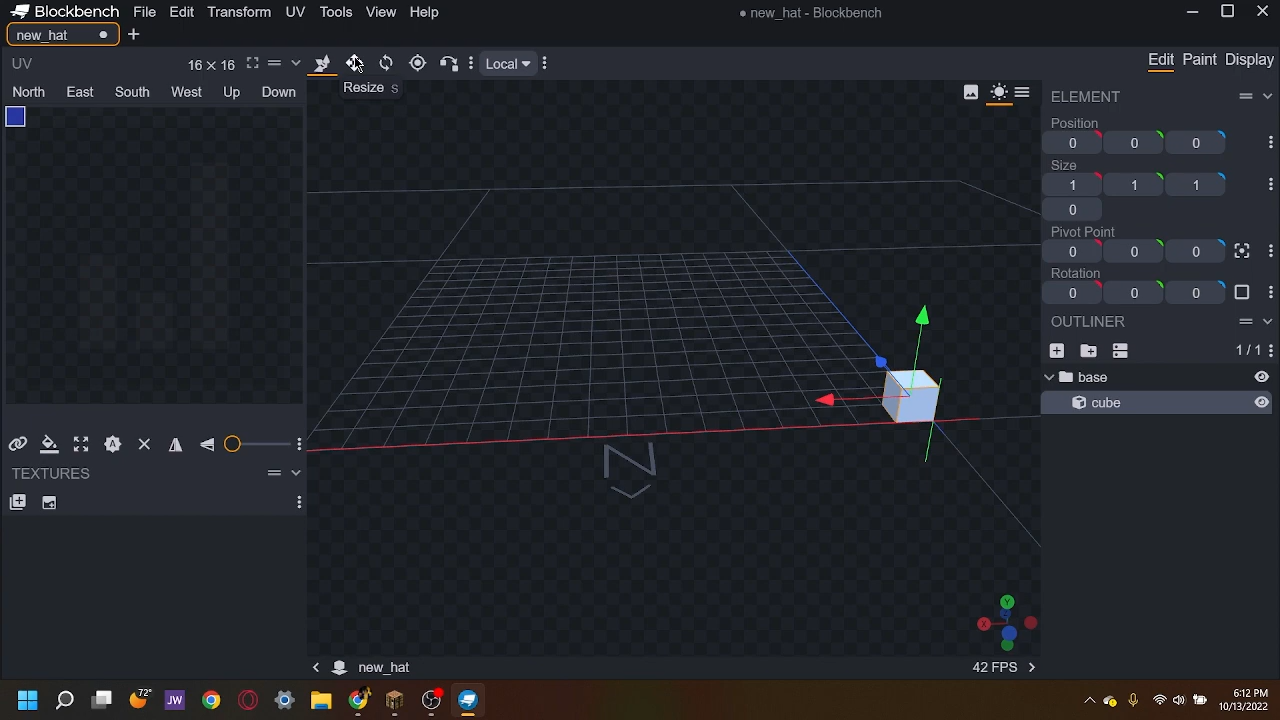 Blockbench File Edit Transform UV Tools View Help
● new_hat - Blockbench
new_hat
UV 16 × 16
North East South West Up Down
Local
Resize S
Edit Paint Display
ELEMENT
Position
0 0 0
Size
1 1 1
0
Pivot Point
0 0 0
Rotation
0 0 0
OUTLINER
1 / 1
base
cube
TEXTURES
N
Y
X
new_hat
42 FPS
72°
JW
6:12 PM
10/13/2022